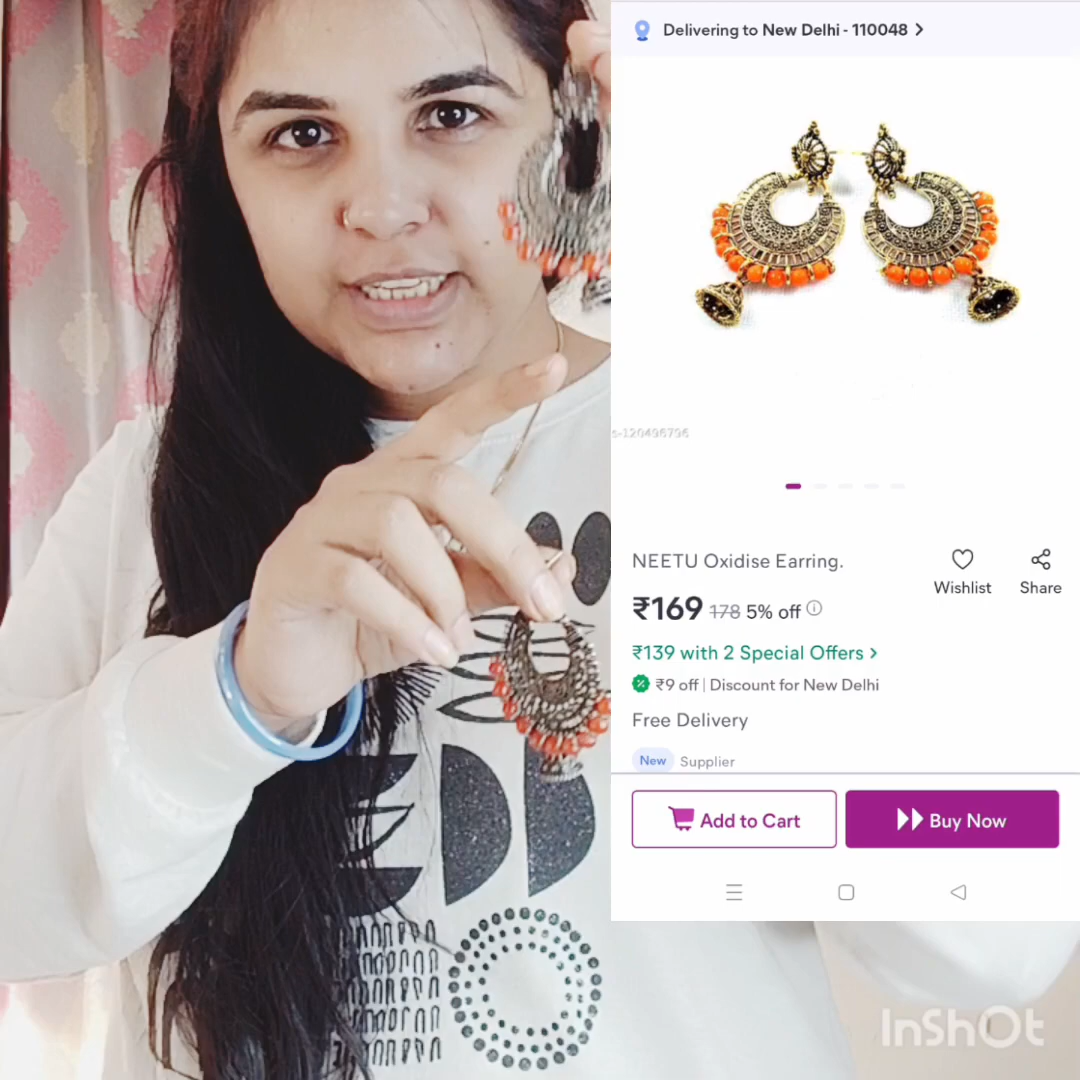 Delivering to New Delhi - 110048
s-120496796
NEETU Oxidise Earring.
Wishlist
Share
₹169 178 5% off
₹139 with 2 Special Offers
₹9 off | Discount for New Delhi
Free Delivery
New Supplier
Add to Cart
Buy Now
InShOt